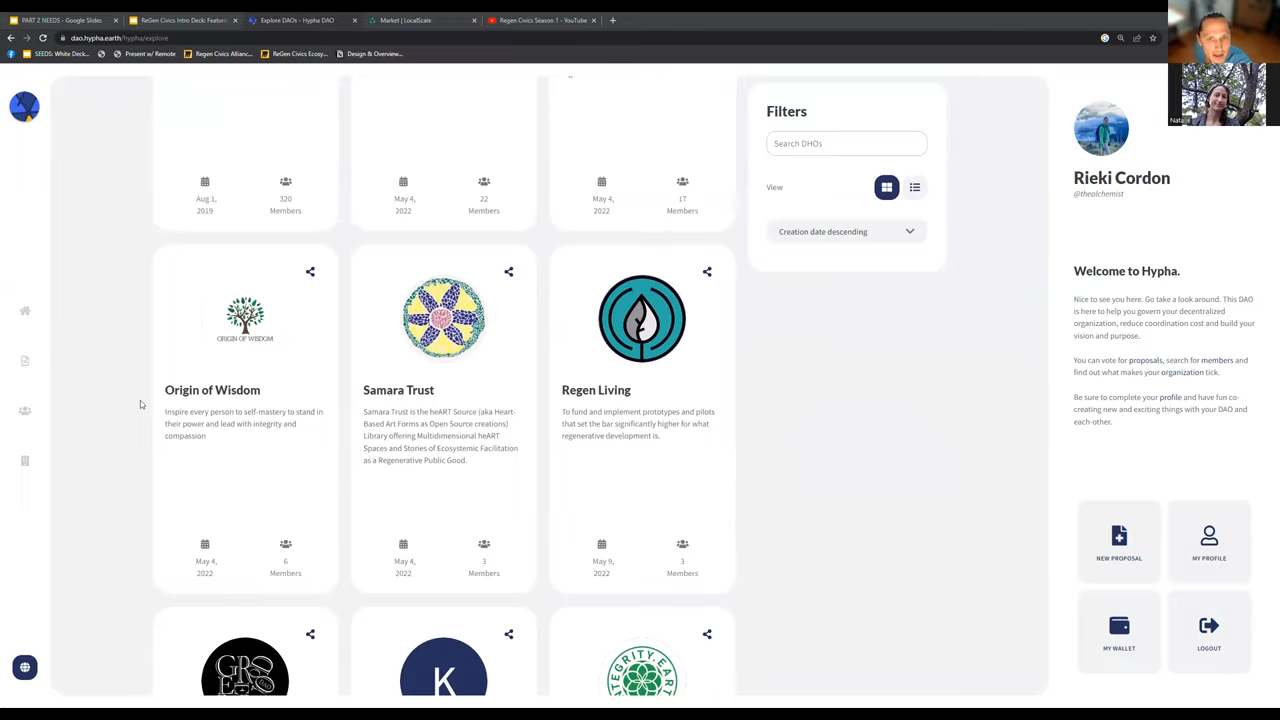 PART 2 NEEDS - Google Slides
ReGen Civics Intro Deck: Featur
Explore DAOs - Hypha DAO
Market | LocalScale
Regen Civics Season 1 - YouTube
dao.hypha.earth/hypha/explore
SEEDS: White Deck...
Present w/ Remote
Regen Civics Allianc...
ReGen Civics Ecosy...
Design & Overview...
Natalie
Aug 1,
2019
320
Members
May 4,
2022
22
Members
May 4,
2022
17
Members
Filters
Search DHOs
View
Creation date descending
Rieki Cordon
@thealchemist
ORIGIN OF WISDOM
Origin of Wisdom
Inspire every person to self-mastery to stand in
their power and lead with integrity and
compassion
May 4,
2022
6
Members
Samara Trust
Samara Trust is the heART Source (aka Heart-
Based Art Forms as Open Source creations)
Library offering Multidimensional heART
Spaces and Stories of Ecosystemic Facilitation
as a Regenerative Public Good.
May 4,
2022
3
Members
Regen Living
To fund and implement prototypes and pilots
that set the bar significantly higher for what
regenerative development is.
May 9,
2022
3
Members
K
Welcome to Hypha.
Nice to see you here. Go take a look around. This DAO
is here to help you govern your decentralized
organization, reduce coordination cost and build your
vision and purpose.
You can vote for proposals, search for members and
find out what makes your organization tick.
Be sure to complete your profile and have fun co-
creating new and exciting things with your DAO and
each-other.
NEW PROPOSAL
MY PROFILE
MY WALLET
LOGOUT